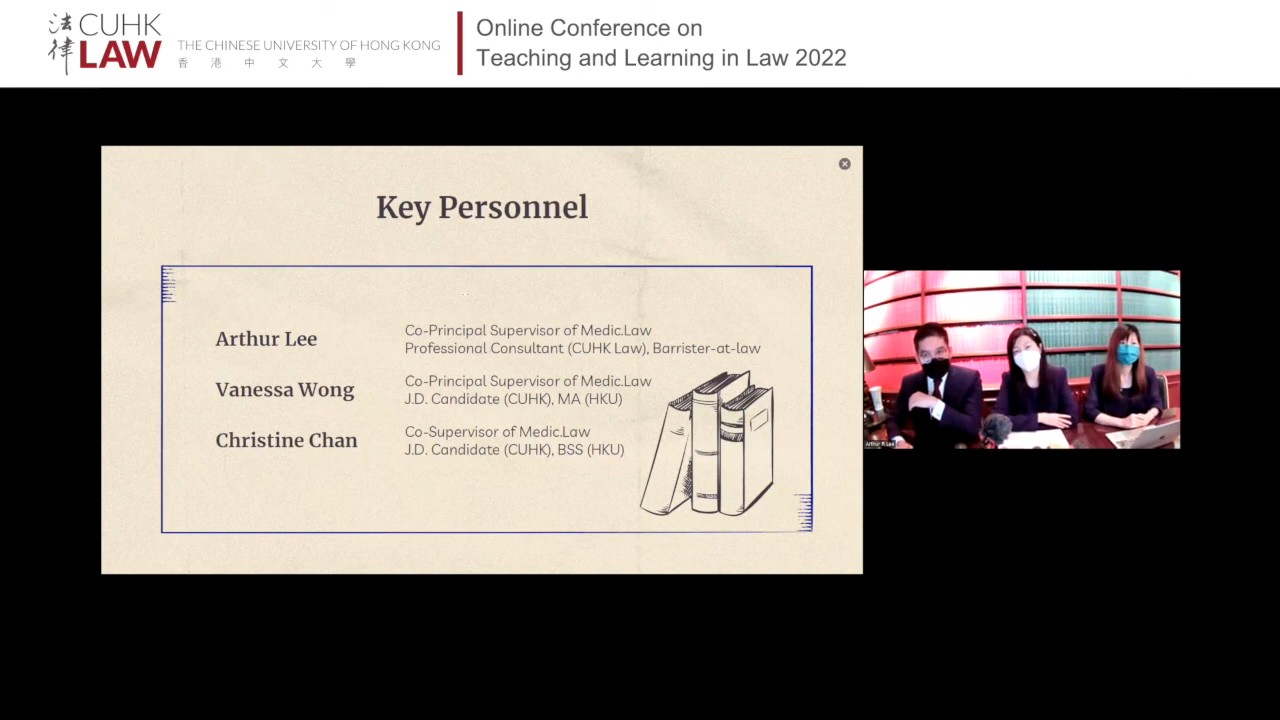 法律
CUHK
LAW
THE CHINESE UNIVERSITY OF HONG KONG
香港中文大學
Online Conference on
Teaching and Learning in Law 2022
Key Personnel
Arthur Lee
Co-Principal Supervisor of Medic.Law
Professional Consultant (CUHK Law), Barrister-at-law
Vanessa Wong
Co-Principal Supervisor of Medic.Law
J.D. Candidate (CUHK), MA (HKU)
Christine Chan
Co-Supervisor of Medic.Law
J.D. Candidate (CUHK), BSS (HKU)
Arthur R Lee